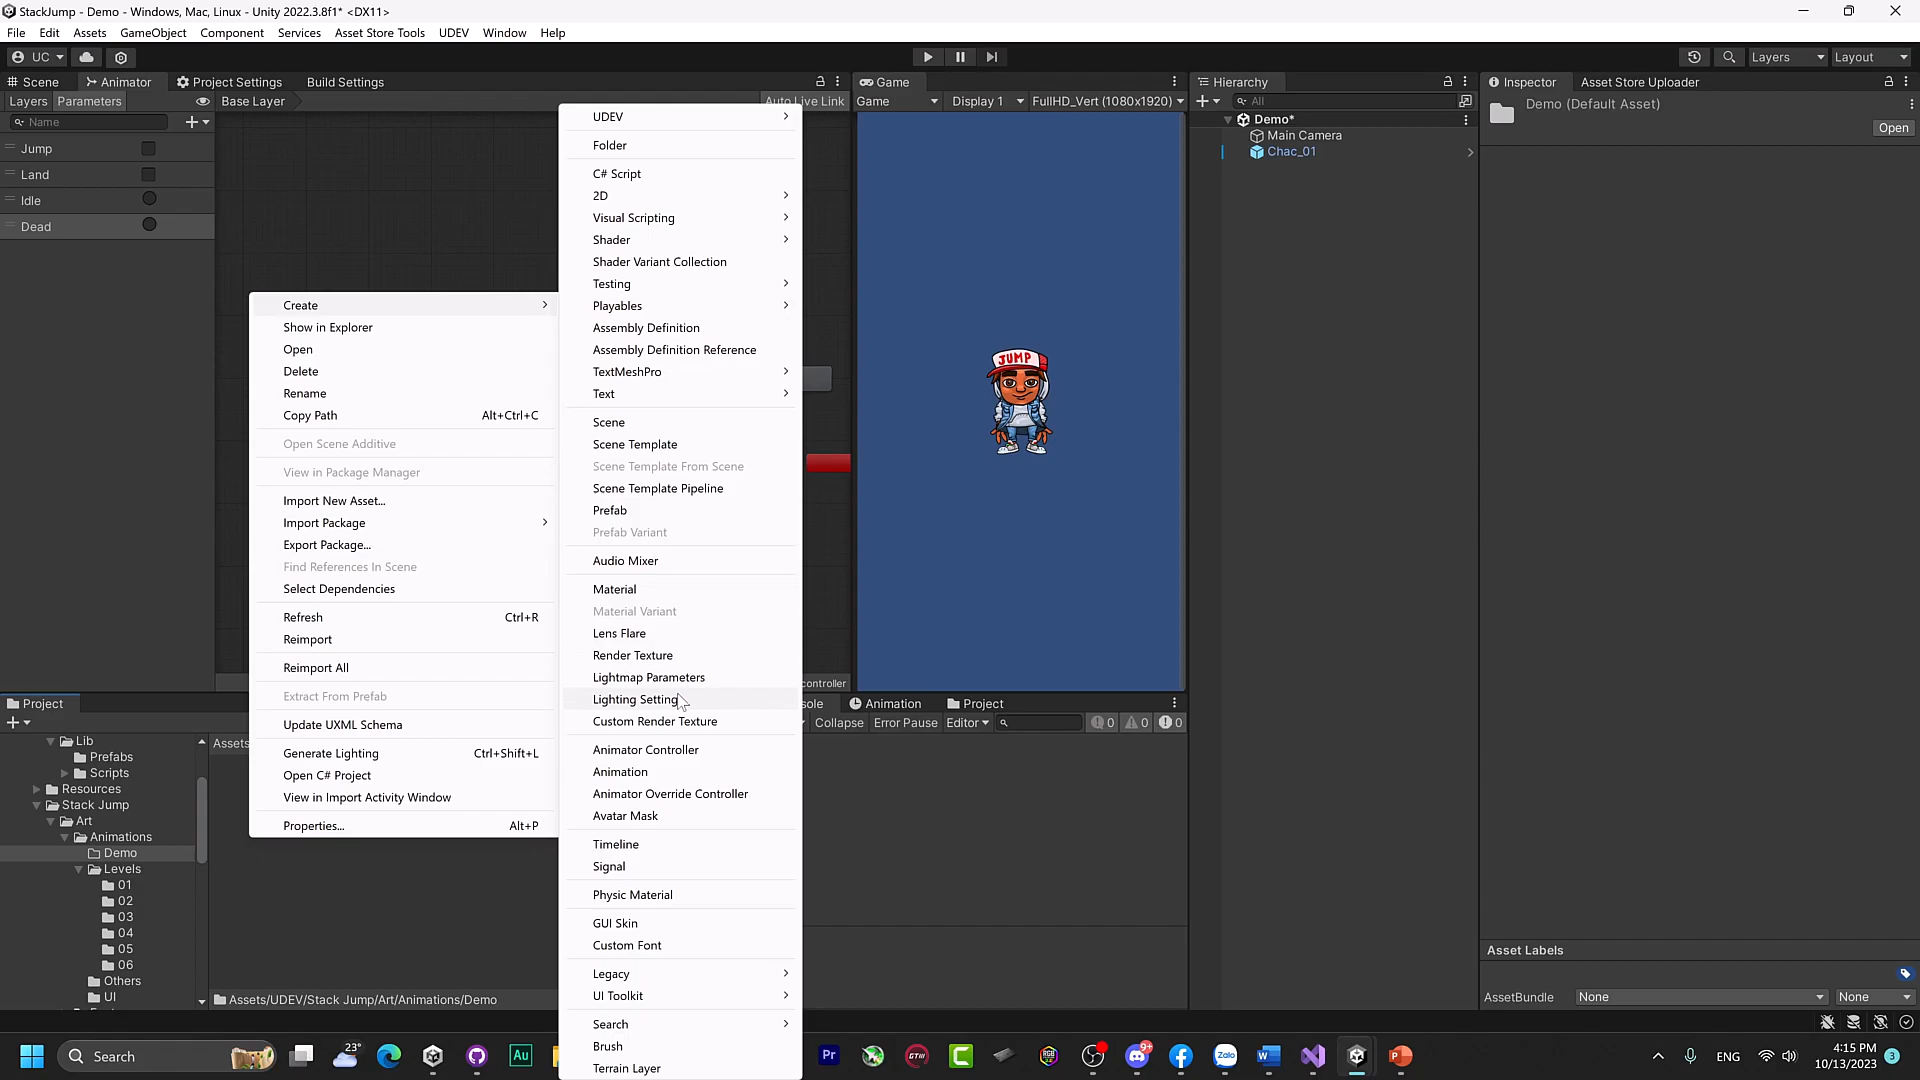 StackJump - Demo - Windows, Mac, Linux - Unity 2022.3.8f1* <DX11>
File Edit Assets GameObject Component Services Asset Store Tools UDEV Window Help
UC Layers Layout
Scene Animator Project Settings Build Settings
Layers Parameters Base Layer Auto Live Link
Name
Jump
Land
Idle
Dead
Game
Game Display 1 FullHD_Vert (1080x1920)
JUMP
Hierarchy
All
Demo*
Main Camera
Chac_01
Inspector Asset Store Uploader
Demo (Default Asset)
Open
Create
Show in Explorer
Open
Delete
Rename
Copy Path Alt+Ctrl+C
Open Scene Additive
View in Package Manager
Import New Asset...
Import Package
Export Package...
Find References In Scene
Select Dependencies
Refresh Ctrl+R
Reimport
Reimport All
Extract From Prefab
Update UXML Schema
Generate Lighting Ctrl+Shift+L
Open C# Project
View in Import Activity Window
Properties... Alt+P
UDEV
Folder
C# Script
2D
Visual Scripting
Shader
Shader Variant Collection
Testing
Playables
Assembly Definition
Assembly Definition Reference
TextMeshPro
Text
Scene
Scene Template
Scene Template From Scene
Scene Template Pipeline
Prefab
Prefab Variant
Audio Mixer
Material
Material Variant
Lens Flare
Render Texture
Lightmap Parameters
Lighting Setting
Custom Render Texture
Animator Controller
Animation
Animator Override Controller
Avatar Mask
Timeline
Signal
Physic Material
GUI Skin
Custom Font
Legacy
UI Toolkit
Search
Brush
Terrain Layer
controller
Project
Lib
Prefabs
Scripts
Resources
Stack Jump
Art
Animations
Demo
Levels
01
02
03
04
05
06
Others
UI
Assets
Assets/UDEV/Stack Jump/Art/Animations/Demo
sole Animation Project
Collapse Error Pause Editor 0 0 0
Asset Labels
AssetBundle None None
Search
23°
Au
Pr
GTM
RGB
9+
Zalo
ENG
4:15 PM
10/13/2023
3